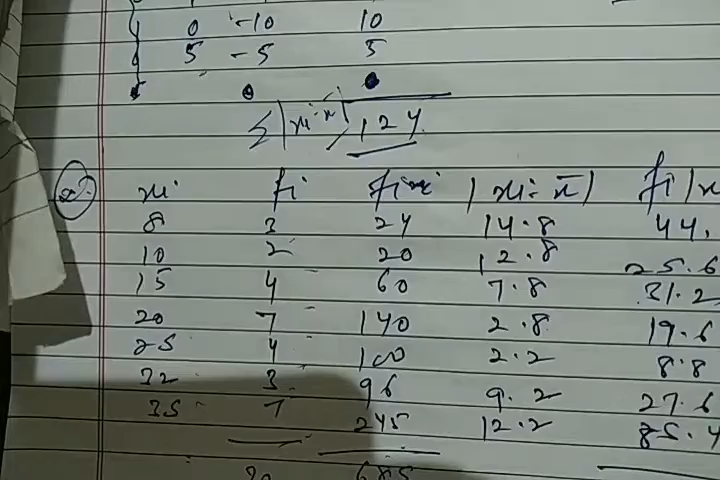 0 -10 10
5 -5 5
Σ|xi-x| 124
Q2. xi fi fixi |xi-x̄| fi|x
8 3 24 14.8 44.
10 2 20 12.8 25.6
15 4 60 7.8 31.2
20 7 140 2.8 19.6
25 4 100 2.2 8.8
32 3 96 9.2 27.6
35 7 245 12.2 85.4
30 685